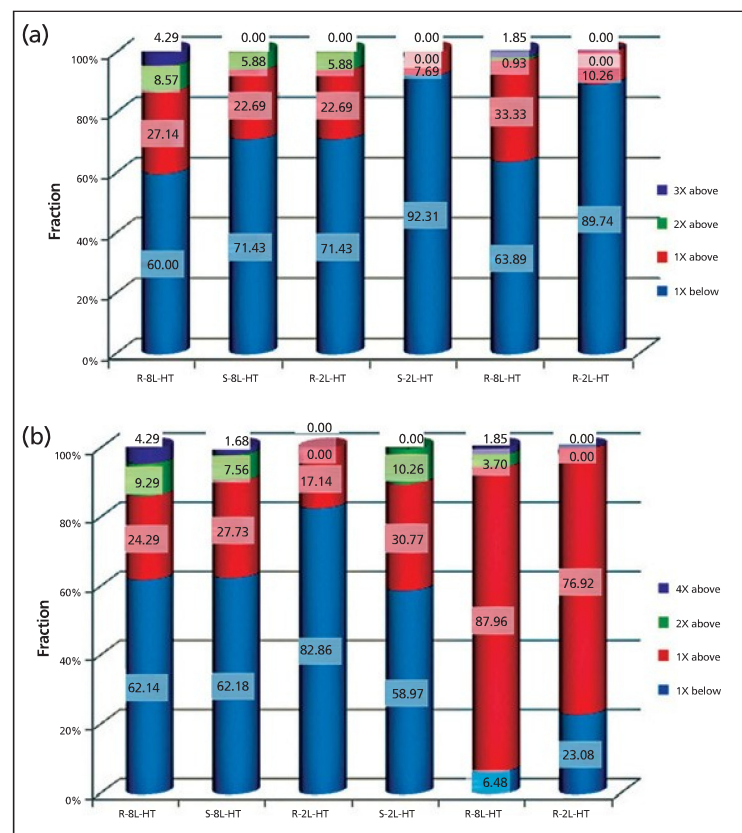 (a)
4.29 0.00 0.00 0.00 1.85 0.00
100%
8.57 5.88 5.88 0.00 0.93 0.00
7.69 10.26
27.14 22.69 22.69 33.33
80%
60%
3X above
2X above
1X above
1X below
Fraction
60.00 71.43 71.43 92.31 63.89 89.74
40%
20%
0%
R-8L-HT S-8L-HT R-2L-HT S-2L-HT R-8L-HT R-2L-HT
(b)
4.29 1.68 0.00 0.00 1.85 0.00
100%
9.29 7.56 0.00 10.26 3.70 0.00
17.14
24.29 27.73 30.77 87.96 76.92
80%
60%
4X above
2X above
1X above
1X below
Fraction
62.14 62.18 82.86 58.97 6.48 23.08
40%
20%
0%
R-8L-HT S-8L-HT R-2L-HT S-2L-HT R-8L-HT R-2L-HT